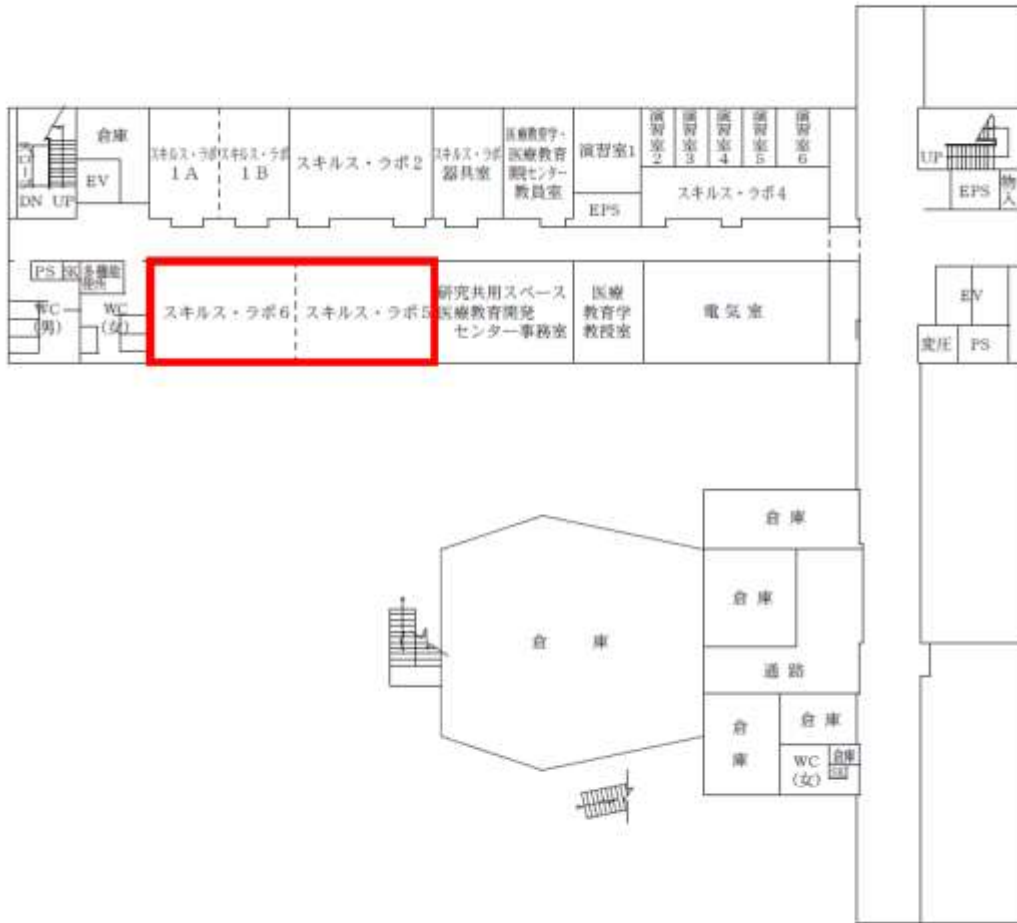 倉庫
EV
DN UP
スキルス・ラボ
1A
スキルス・ラボ
1B
スキルス・ラボ2
スキルス・ラボ
器具室
医療教育学・
医療教育
開発センター
教員室
演習室1
EPS
演習室2
演習室3
演習室4
演習室5
演習室6
スキルス・ラボ4
UP
EPS
物入
PS
SK
多機能
便所
WC
(男)
WC
(女)
スキルス・ラボ6
スキルス・ラボ5
研究共用スペース
医療教育開発
センター事務室
医療
教育学
教授室
電気室
EV
変圧
PS
倉庫
倉庫
倉庫
通路
倉庫
倉庫
WC
(女)
倉庫
SK